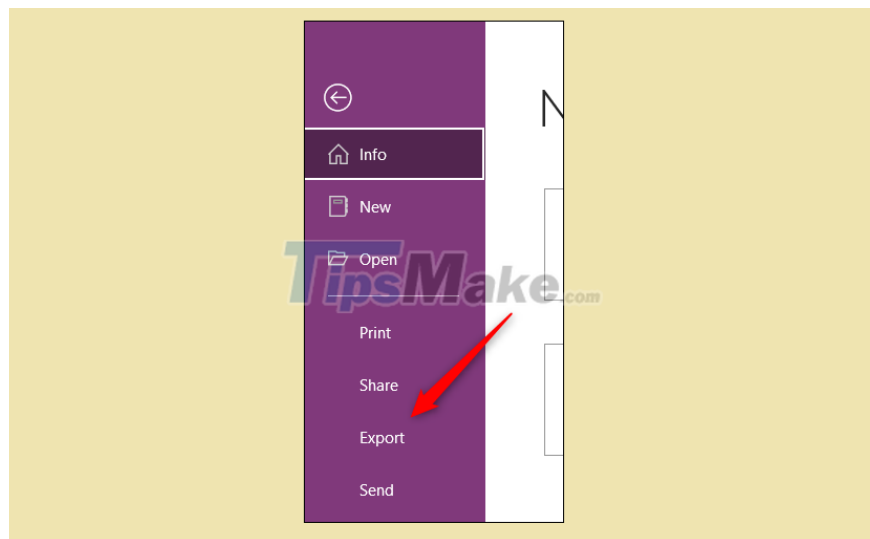 Info
New
Open
TipsMake.com
Print
Share
Export
Send